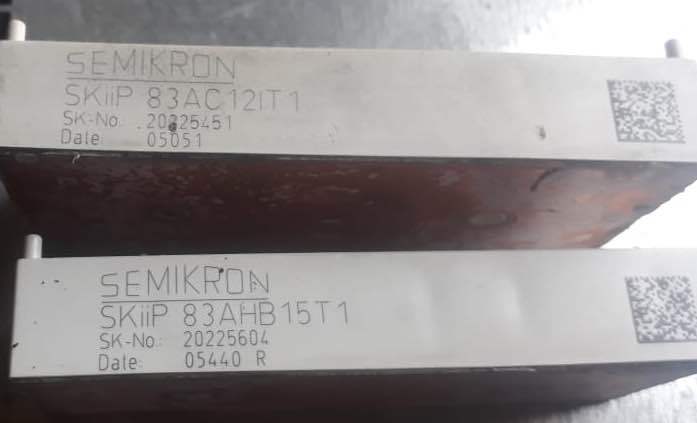 SEMIKRON
SKiiP 83AC12IT1
SK-No. 20225451
Date: 05051
SEMIKRON
SKiiP 83AHB15T1
SK-No.: 20225604
Date: 05440 R